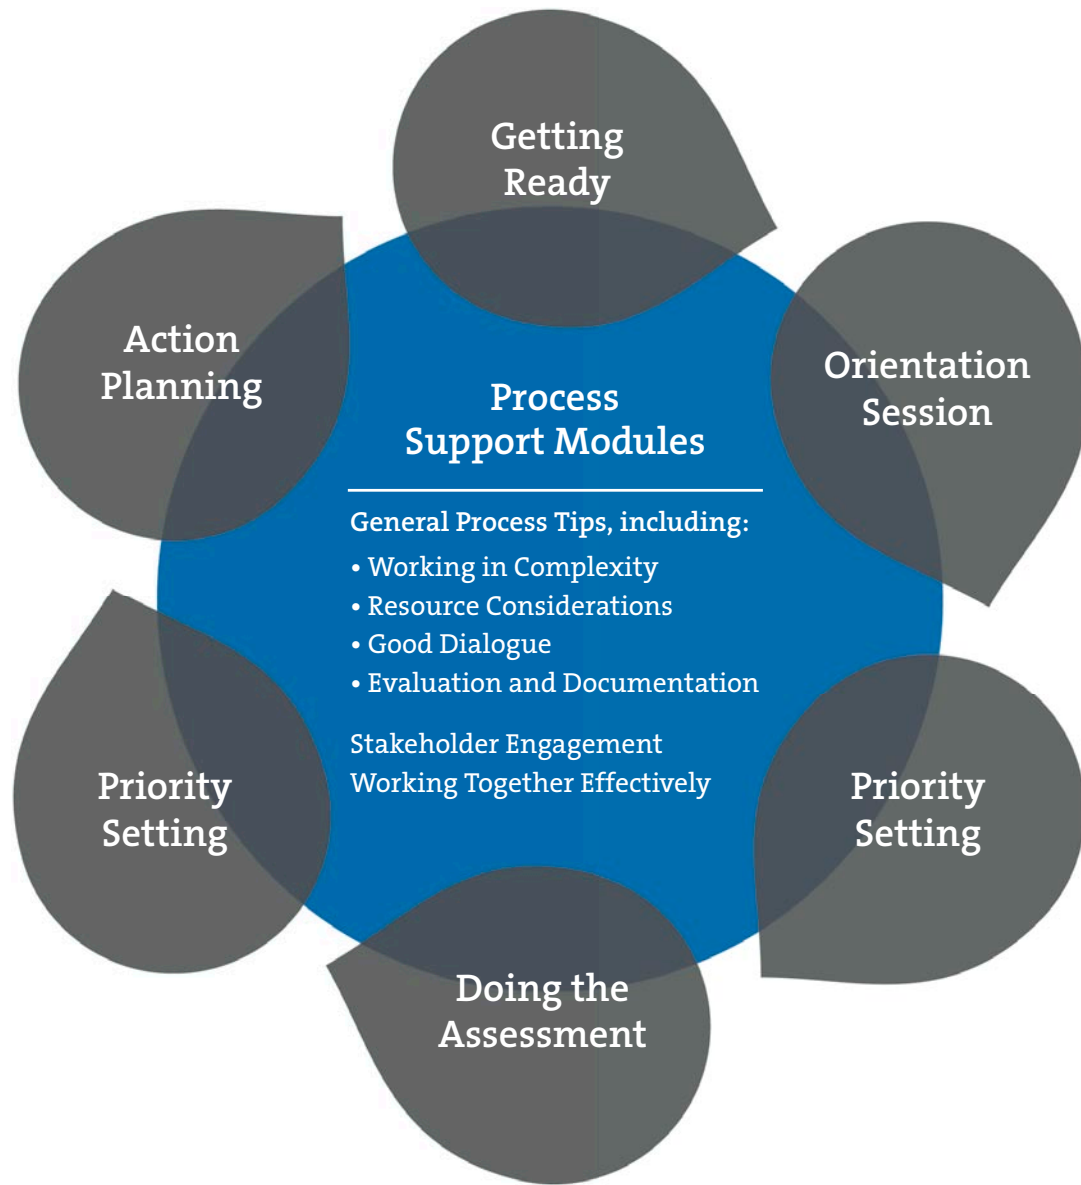 Getting
Ready
Orientation
Session
Priority
Setting
Doing the
Assessment
Priority
Setting
Action
Planning
Process
Support Modules
General Process Tips, including:
• Working in Complexity
• Resource Considerations
• Good Dialogue
• Evaluation and Documentation
Stakeholder Engagement
Working Together Effectively